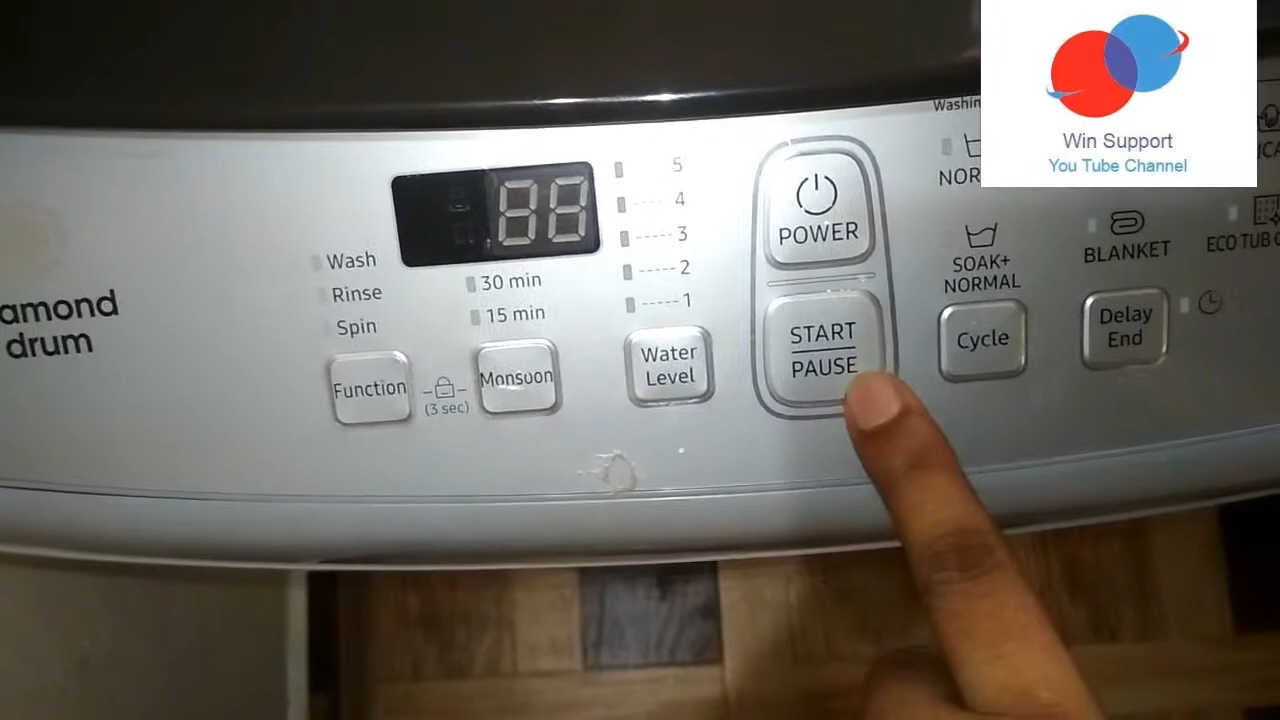 Win Support
You Tube Channel
Washin
NOR
5
4
3
2
1
88
Wash
Rinse
Spin
30 min
15 min
amond
drum
Function
(3 sec)
Monsoon
Water
Level
POWER
START
PAUSE
SOAK+
NORMAL
Cycle
BLANKET
Delay
End
ECO TUB C
ICA